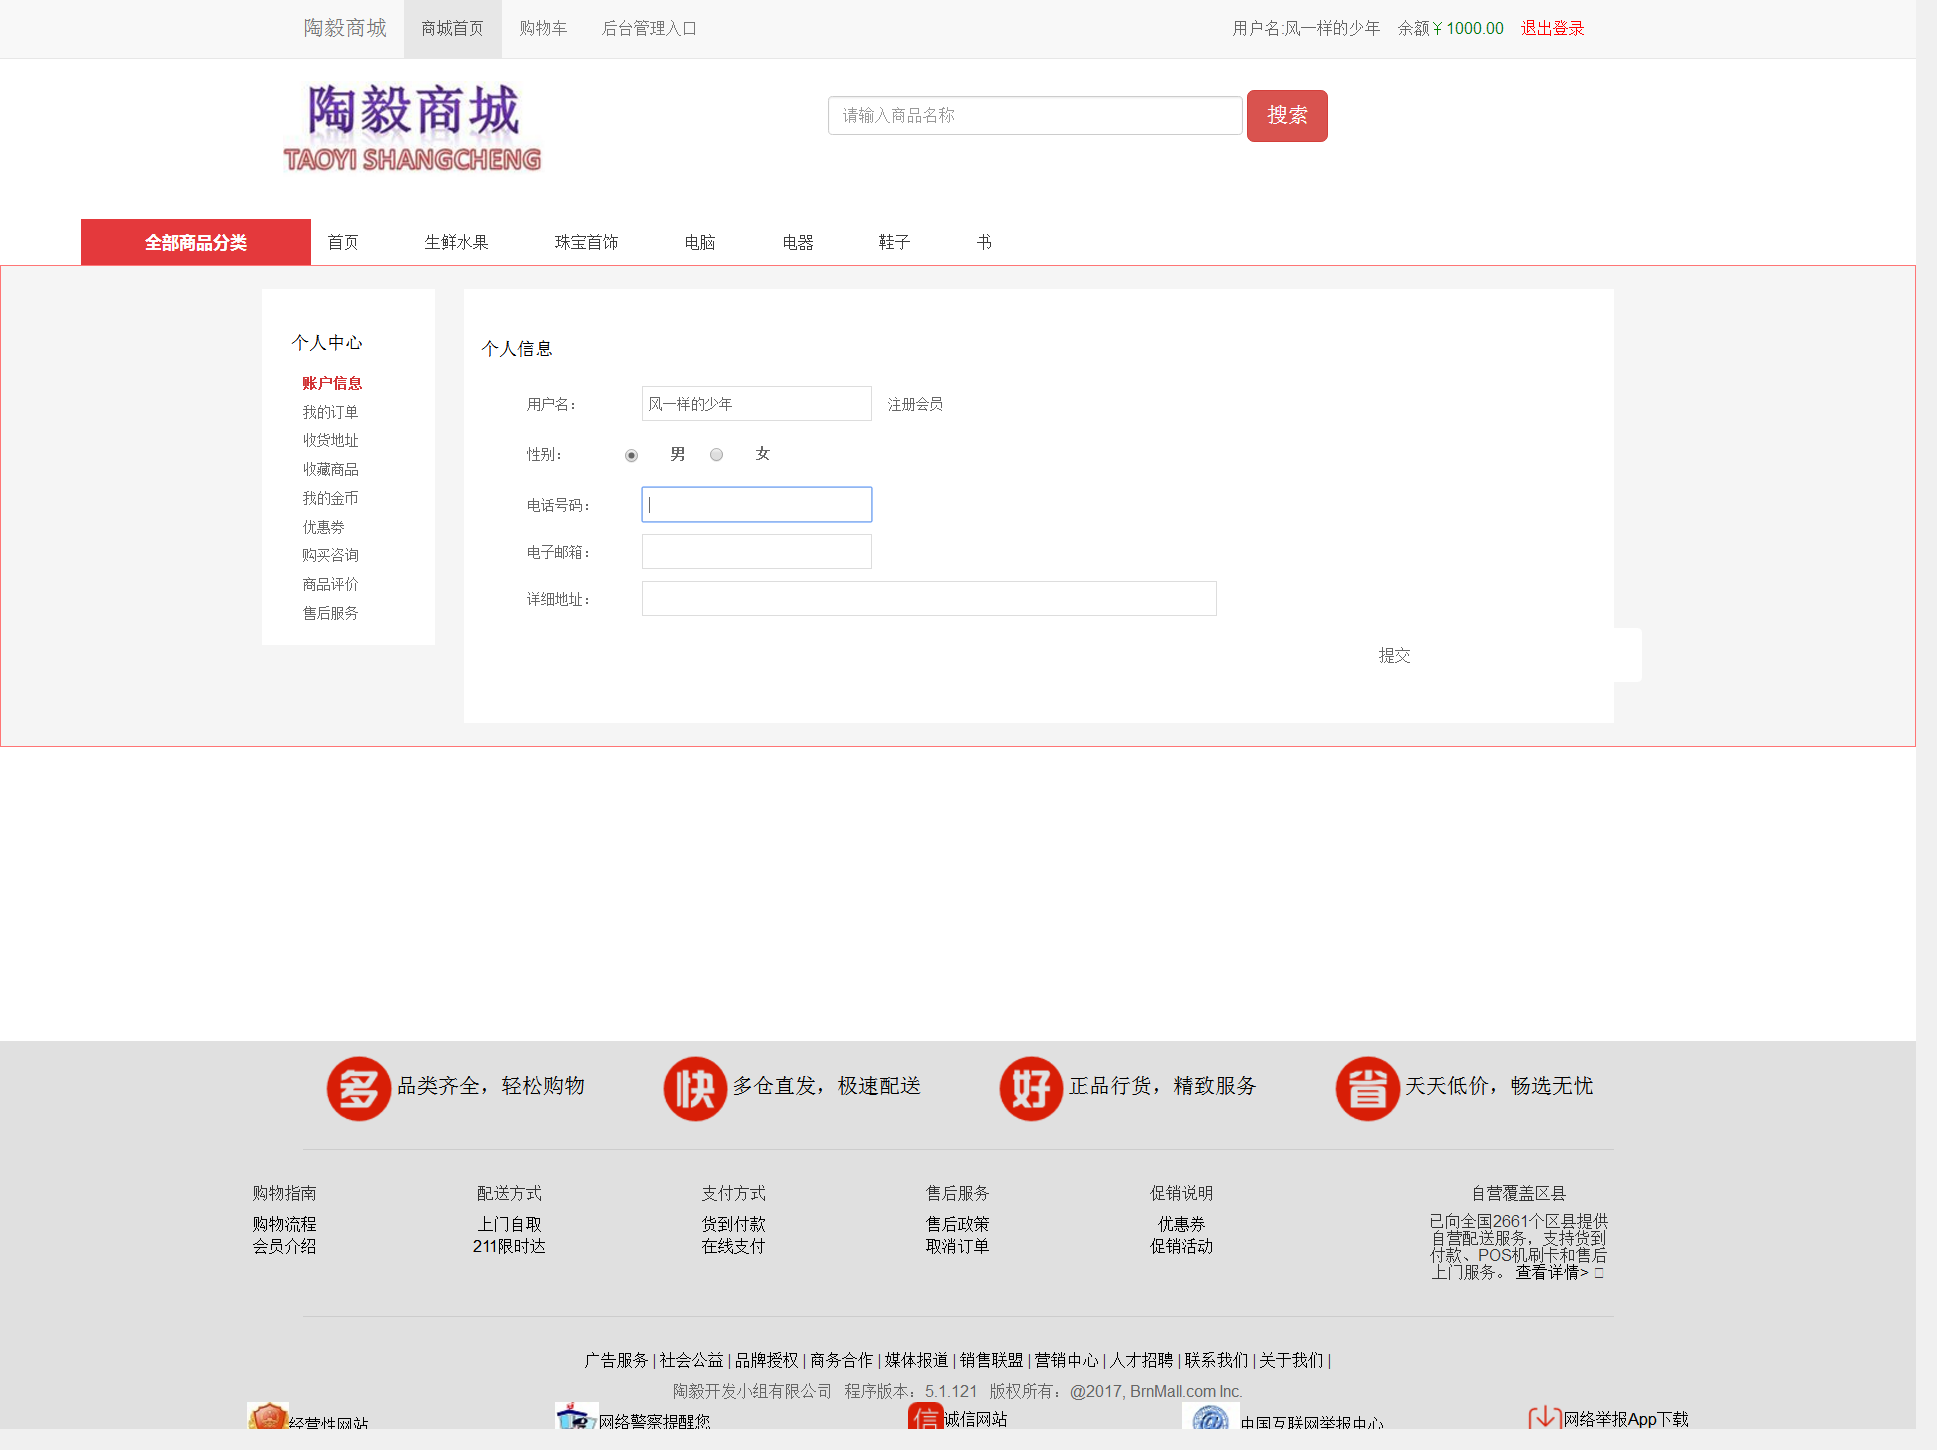 陶毅商城 商城首页 购物车 后台管理入口 用户名:风一样的少年 余额￥1000.00 退出登录
陶毅商城
TAOYI SHANGCHENG
请输入商品名称 搜索
全部商品分类 首页 生鲜水果 珠宝首饰 电脑 电器 鞋子 书
个人中心
账户信息
我的订单
收货地址
收藏商品
我的金币
优惠劵
购买咨询
商品评价
售后服务
个人信息
用户名： 风一样的少年 注册会员
性别： 男 女
电话号码：
电子邮箱：
详细地址：
提交
多 品类齐全，轻松购物 快 多仓直发，极速配送 好 正品行货，精致服务 省 天天低价，畅选无忧
购物指南 配送方式 支付方式 售后服务 促销说明 自营覆盖区县
购物流程 上门自取 货到付款 售后政策 优惠券
会员介绍 211限时达 在线支付 取消订单 促销活动
已向全国2661个区县提供
自营配送服务，支持货到
付款、POS机刷卡和售后
上门服务。 查看详情>
广告服务 | 社会公益 | 品牌授权 | 商务合作 | 媒体报道 | 销售联盟 | 营销中心 | 人才招聘 | 联系我们 | 关于我们 |
陶毅开发小组有限公司 程序版本：5.1.121 版权所有：@2017, BrnMall.com Inc.
经营性网站 网络警察提醒您 信 诚信网站 中国互联网举报中心 网络举报App下载